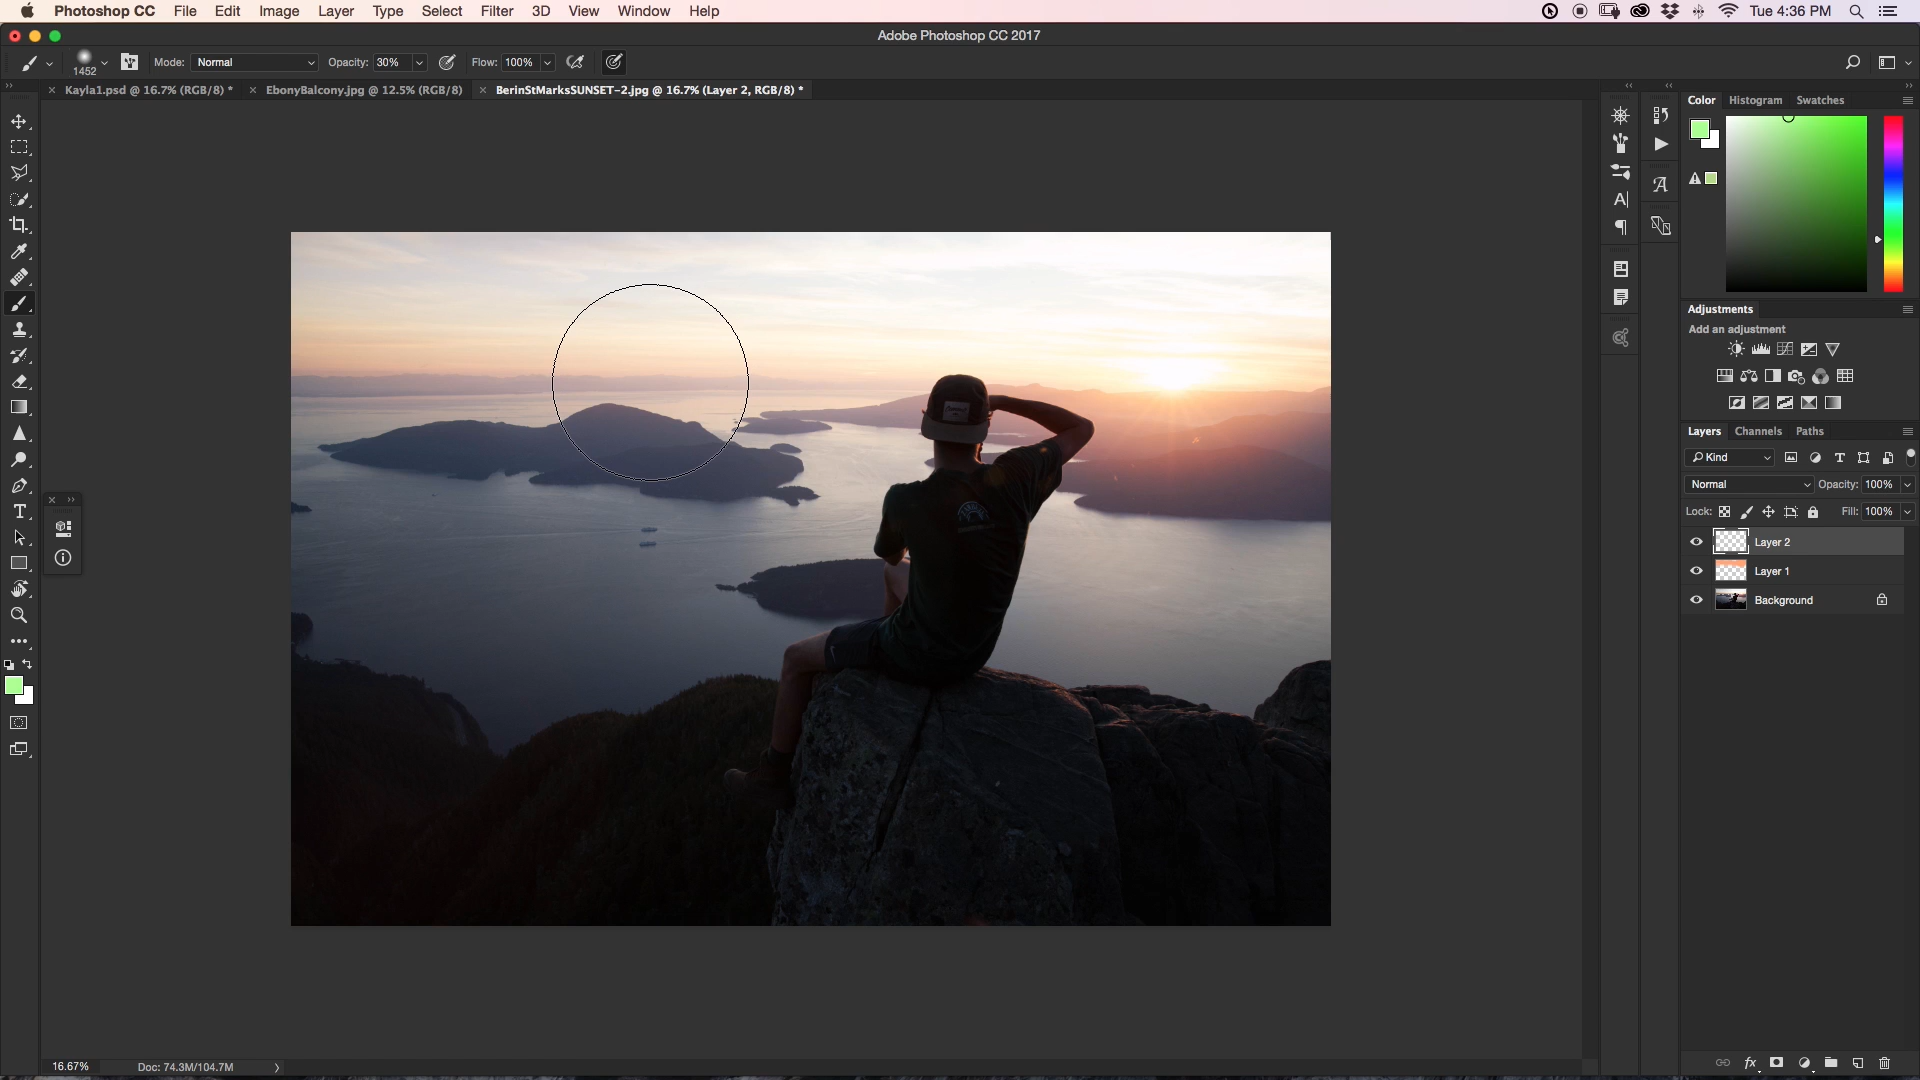 Photoshop CC File Edit Image Layer Type Select Filter 3D View Window Help Tue 4:36 PM
Adobe Photoshop CC 2017
1452 Mode: Normal Opacity: 30% Flow: 100%
Kayla1.psd @ 16.7% (RGB/8) * EbonyBalcony.jpg @ 12.5% (RGB/8) BerinStMarksSUNSET-2.jpg @ 16.7% (Layer 2, RGB/8) *
Color Histogram Swatches
Adjustments
Add an adjustment
Layers Channels Paths
Kind
Normal Opacity: 100%
Lock: Fill: 100%
Layer 2
Layer 1
Background
16.67% Doc: 74.3M/104.7M